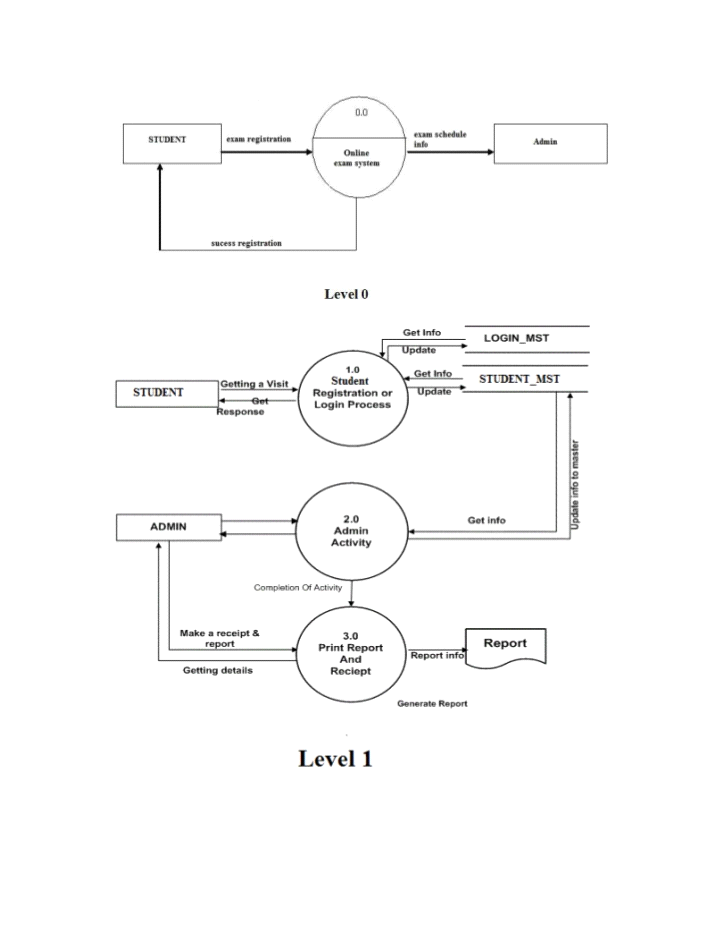 0.0
STUDENT
exam registration
Online
exam system
exam schedule
info
Admin
sucess registration
Level 0
Get Info
LOGIN_MST
Update
1.0
Student
Registration or
Login Process
Get Info
STUDENT_MST
Update
STUDENT
Getting a Visit
Get
Response
Update info to master
ADMIN
2.0
Admin
Activity
Get info
Completion Of Activity
3.0
Print Report
And
Reciept
Make a receipt &
report
Getting details
Report info
Report
Generate Report
Level 1